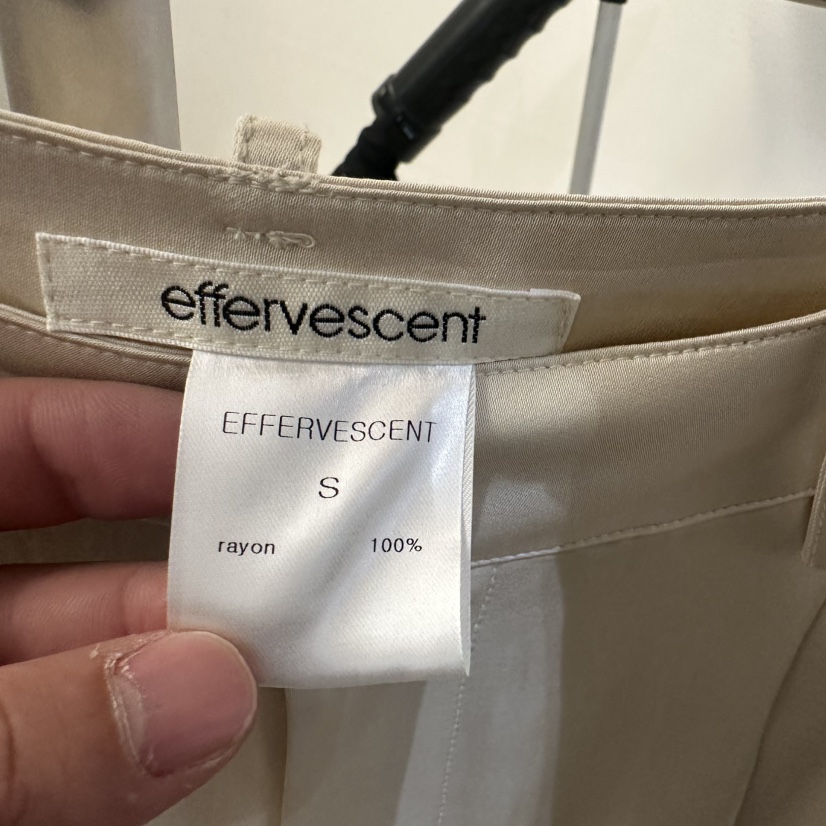 effervescent
EFFERVESCENT
S
rayon 100%